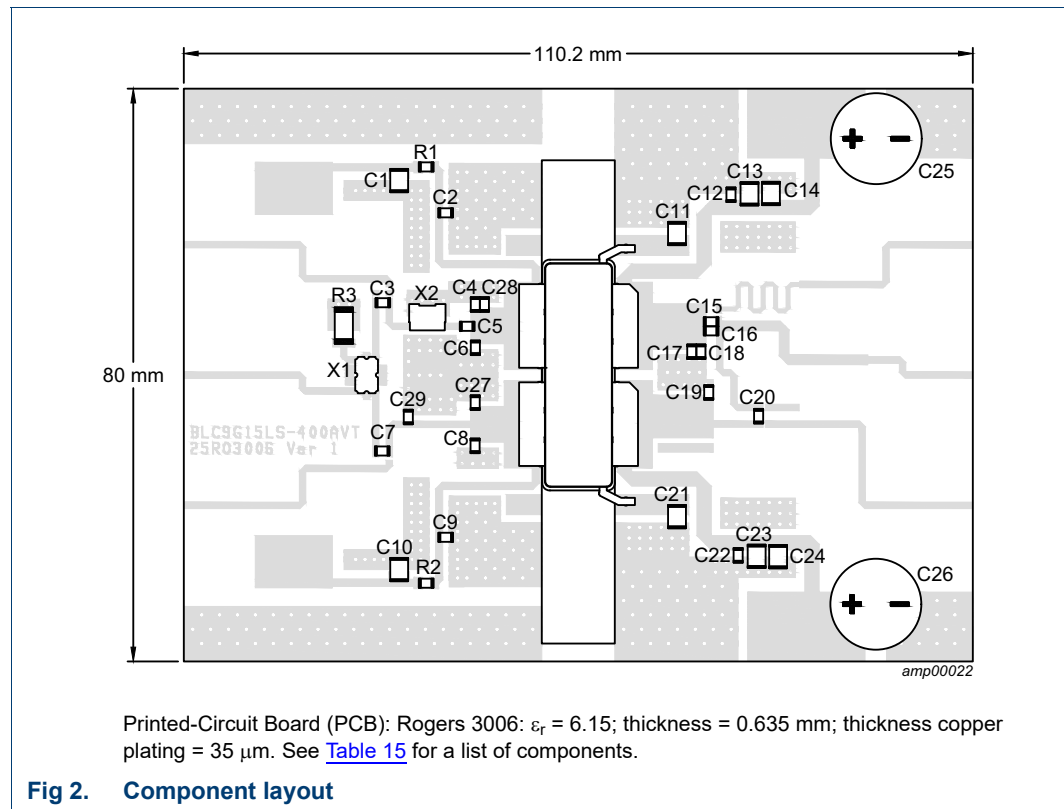 110.2 mm
80 mm
R1
C1
C2
C13
C12
C14
C25
C11
C3
X2
C4
C28
R3
C5
C15
C16
C6
C17
C18
X1
C27
C19
C29
C20
BLC9G15LS-400AVT
25RO3006 Ver 1
C7
C8
C21
C9
C10
R2
C23
C22
C24
C26
amp00022
Printed-Circuit Board (PCB): Rogers 3006: εr = 6.15; thickness = 0.635 mm; thickness copper
plating = 35 μm. See Table 15 for a list of components.
Fig 2. Component layout